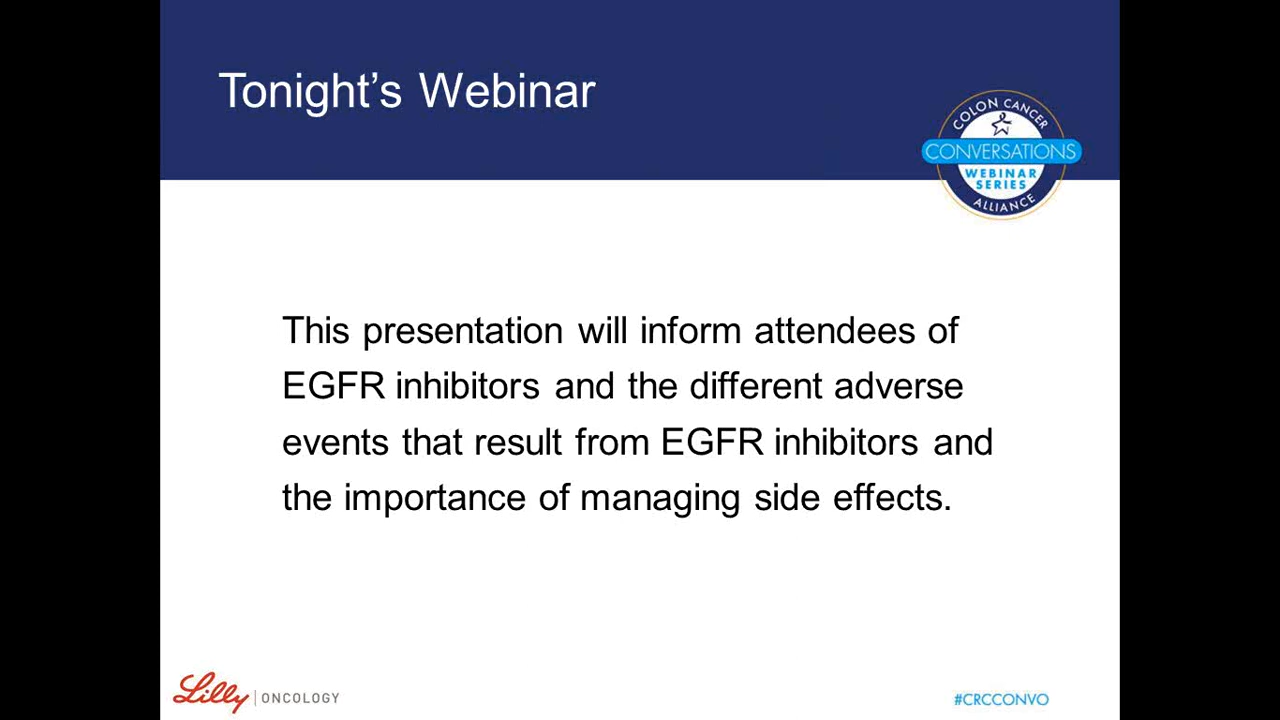 Tonight’s Webinar
COLON CANCER
CONVERSATIONS
WEBINAR
SERIES
ALLIANCE
This presentation will inform attendees of
EGFR inhibitors and the different adverse
events that result from EGFR inhibitors and
the importance of managing side effects.
Lilly | ONCOLOGY
#CRCCONVO